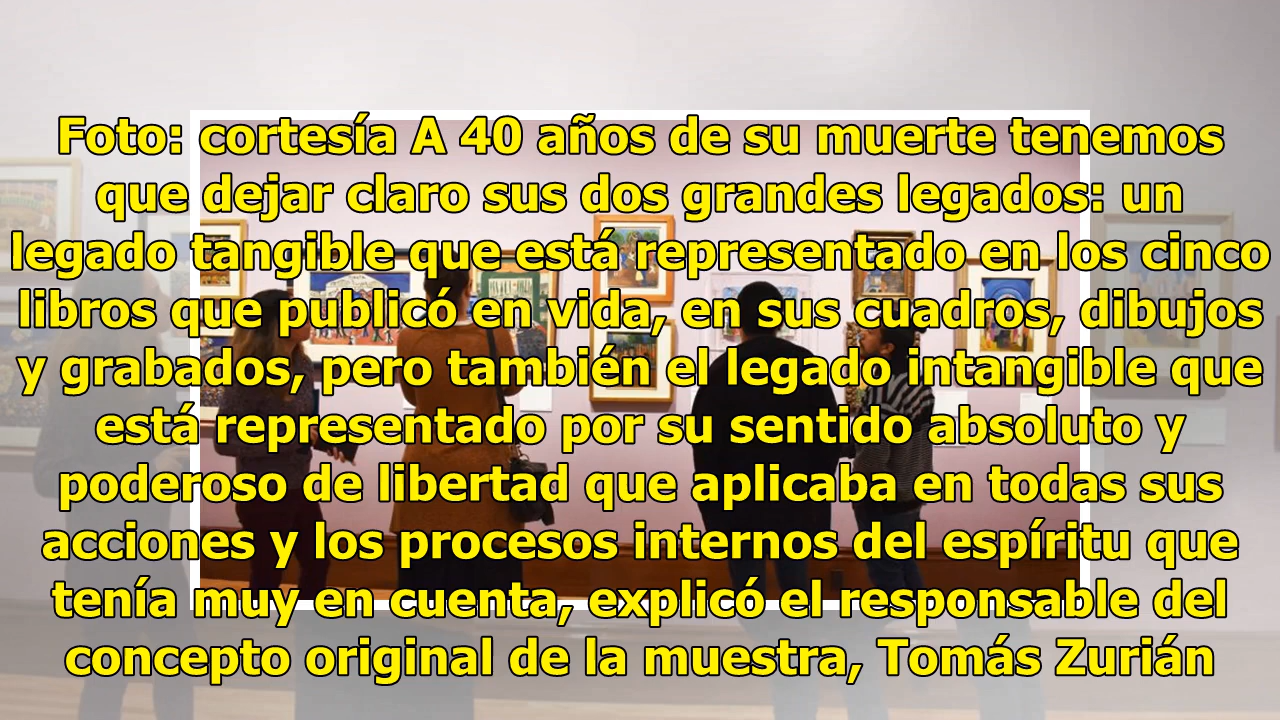 Foto: cortesía A 40 años de su muerte tenemos
que dejar claro sus dos grandes legados: un
legado tangible que está representado en los cinco
libros que publicó en vida, en sus cuadros, dibujos
y grabados, pero también el legado intangible que
está representado por su sentido absoluto y
poderoso de libertad que aplicaba en todas sus
acciones y los procesos internos del espíritu que
tenía muy en cuenta, explicó el responsable del
concepto original de la muestra, Tomás Zurián